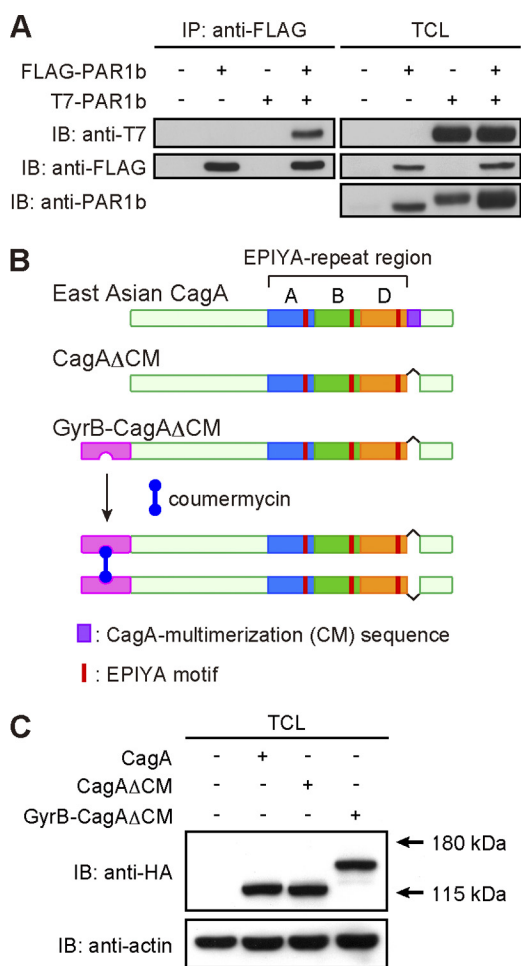 A
IP: anti-FLAG TCL
FLAG-PAR1b - + - + - + - +
T7-PAR1b - - + + - - + +
IB: anti-T7
IB: anti-FLAG
IB: anti-PAR1b
B
EPIYA-repeat region
East Asian CagA A B D
CagAΔCM
GyrB-CagAΔCM
coumermycin
: CagA-multimerization (CM) sequence
: EPIYA motif
C
TCL
CagA - + - -
CagAΔCM - - + -
GyrB-CagAΔCM - - - +
180 kDa
IB: anti-HA
115 kDa
IB: anti-actin